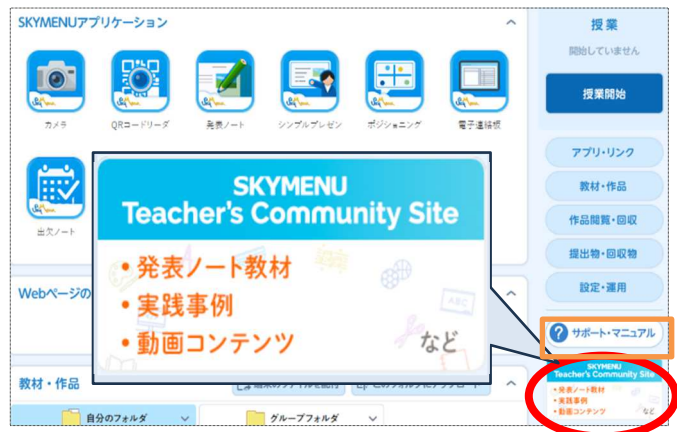 SKYMENUアプリケーション
カメラ
QRコードリーダ
発表ノート
シンプルプレゼン
ポジショニング
電子連絡板
出欠ノート
Webページの
教材・作品
自分のフォルダ
グループフォルダ
SKYMENU
Teacher's Community Site
・発表ノート教材
・実践事例
・動画コンテンツ
など
授業
開始していません
授業開始
アプリ・リンク
教材・作品
作品閲覧・回収
提出物・回収物
設定・運用
? サポート・マニュアル
SKYMENU
Teacher's Community Site
・発表ノート教材
・実践事例
・動画コンテンツ
など